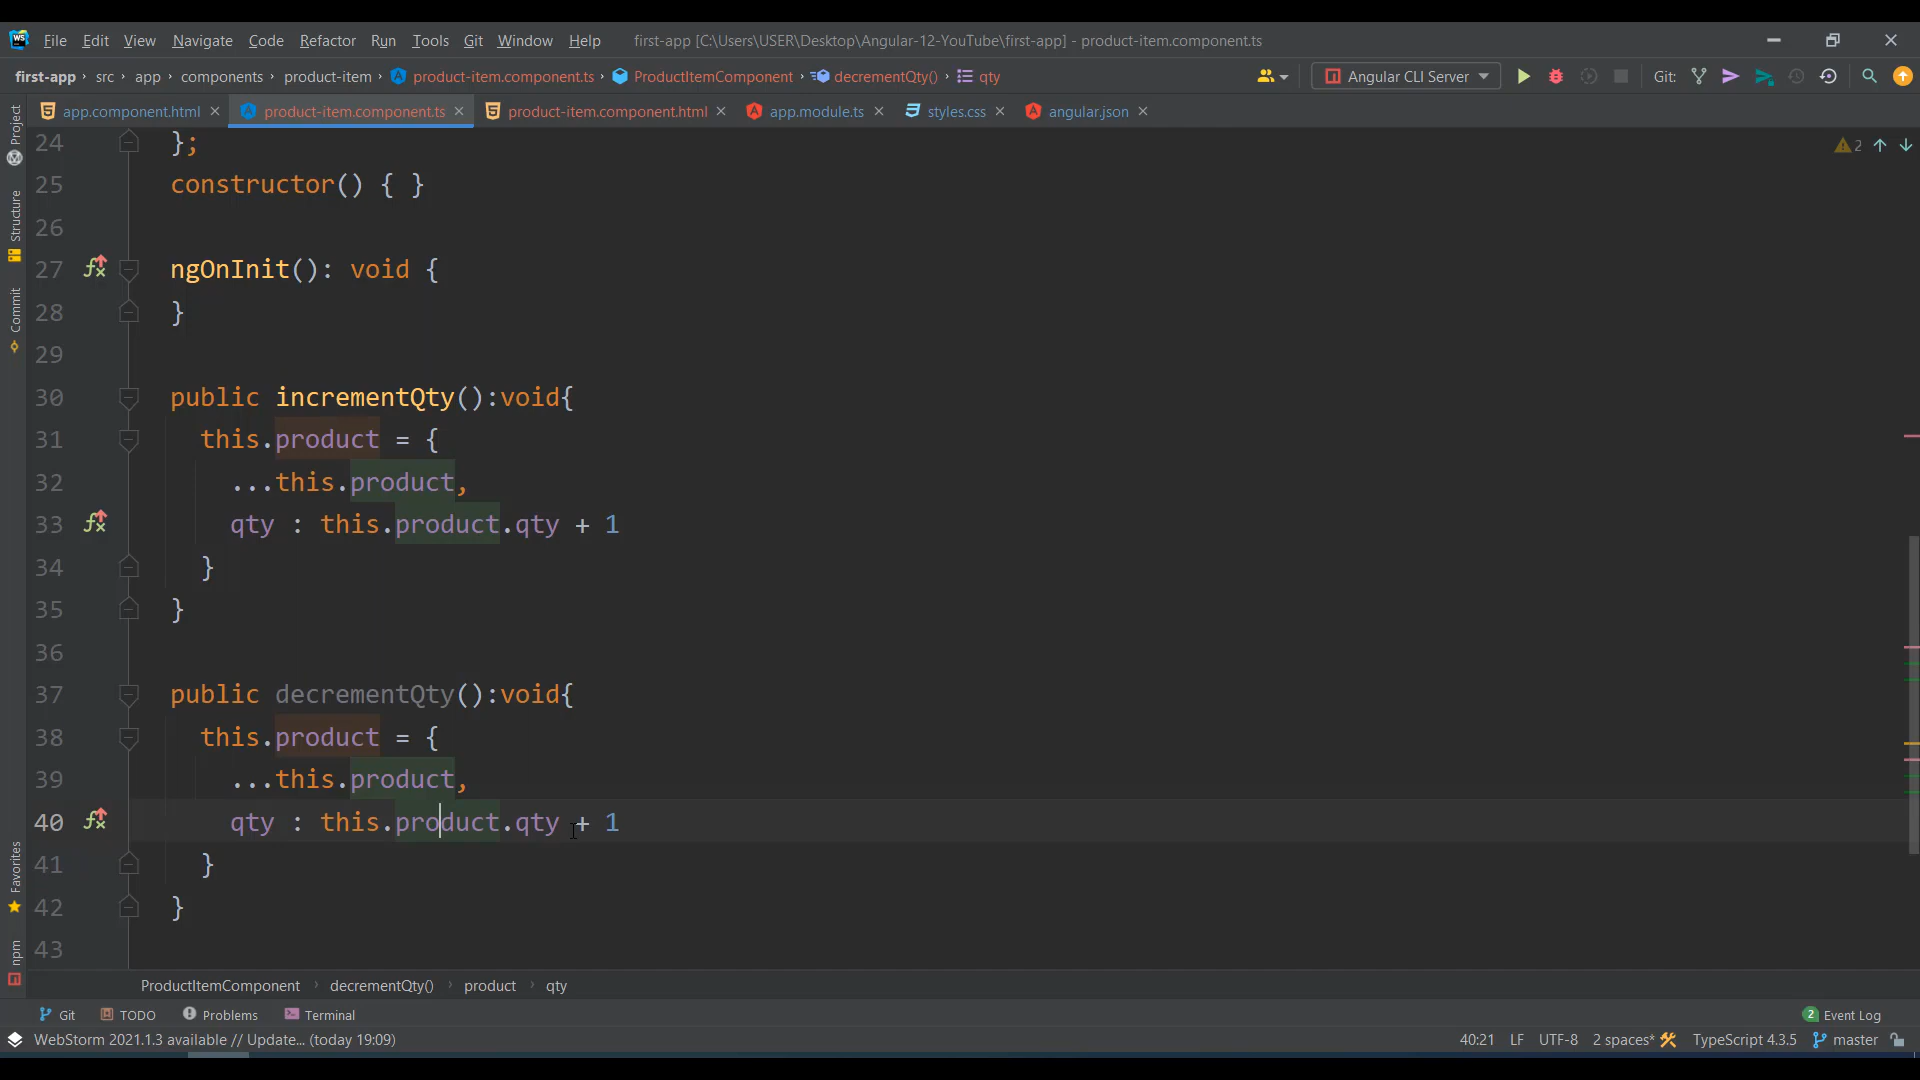 WS File Edit View Navigate Code Refactor Run Tools Git Window Help first-app [C:\Users\USER\Desktop\Angular-12-YouTube\first-app] - product-item.component.ts
first-app › src › app › components › product-item › product-item.component.ts › ProductItemComponent › decrementQty() › qty Angular CLI Server Git:
app.component.html product-item.component.ts product-item.component.html app.module.ts styles.css angular.json
Project
Structure
Commit
Favorites
npm
24 };
2
25 constructor() { }
26
27 ngOnInit(): void {
28 }
29
30 public incrementQty():void{
31 this.product = {
32 ...this.product,
33 qty : this.product.qty + 1
34 }
35 }
36
37 public decrementQty():void{
38 this.product = {
39 ...this.product,
40 qty : this.product.qty + 1
41 }
42 }
43
ProductItemComponent › decrementQty() › product › qty
Git TODO Problems Terminal 2 Event Log
WebStorm 2021.1.3 available // Update... (today 19:09) 40:21 LF UTF-8 2 spaces* TypeScript 4.3.5 master